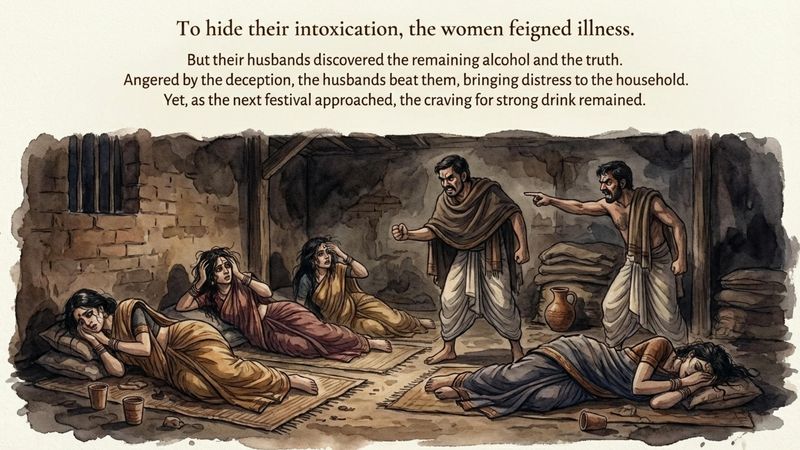 To hide their intoxication, the women feigned illness.
But their husbands discovered the remaining alcohol and the truth.
Angered by the deception, the husbands beat them, bringing distress to the household.
Yet, as the next festival approached, the craving for strong drink remained.